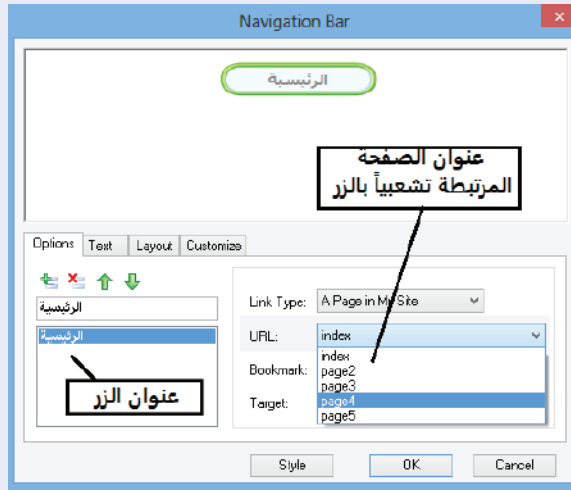 Navigation Bar
الرئيسية
عنوان الصفحة
المرتبطة تشعبياً بالزر
Options Text Layout Customize
الرئيسية
Link Type: A Page in My Site
الرئيسية
URL: index
index
Bookmark: page2
page3
عنوان الزر
Target: page4
page5
Style OK Cancel